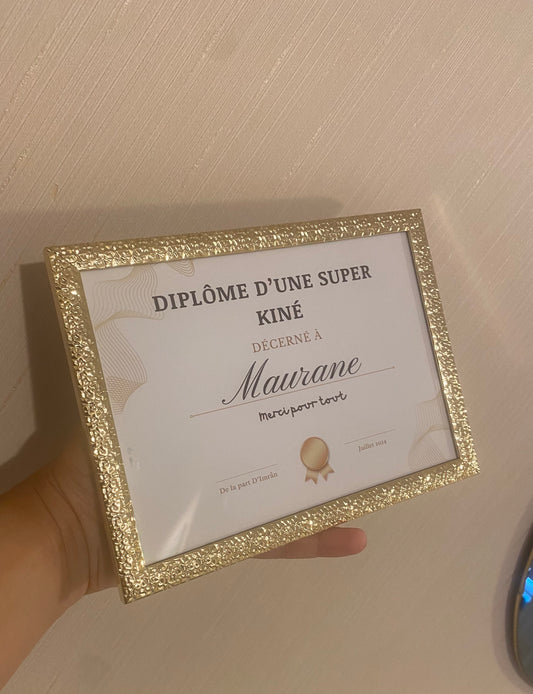 DIPLÔME D'UNE SUPER
KINÉ
DÉCERNÉ À
Maurane
Merci pour tout
De la part D'Imrân
Juillet 2024